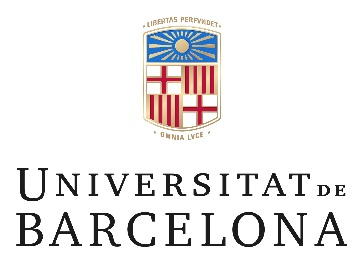 · LIBERTAS PERFVNDET ·
· OMNIA LVCE ·
UNIVERSITAT DE
BARCELONA